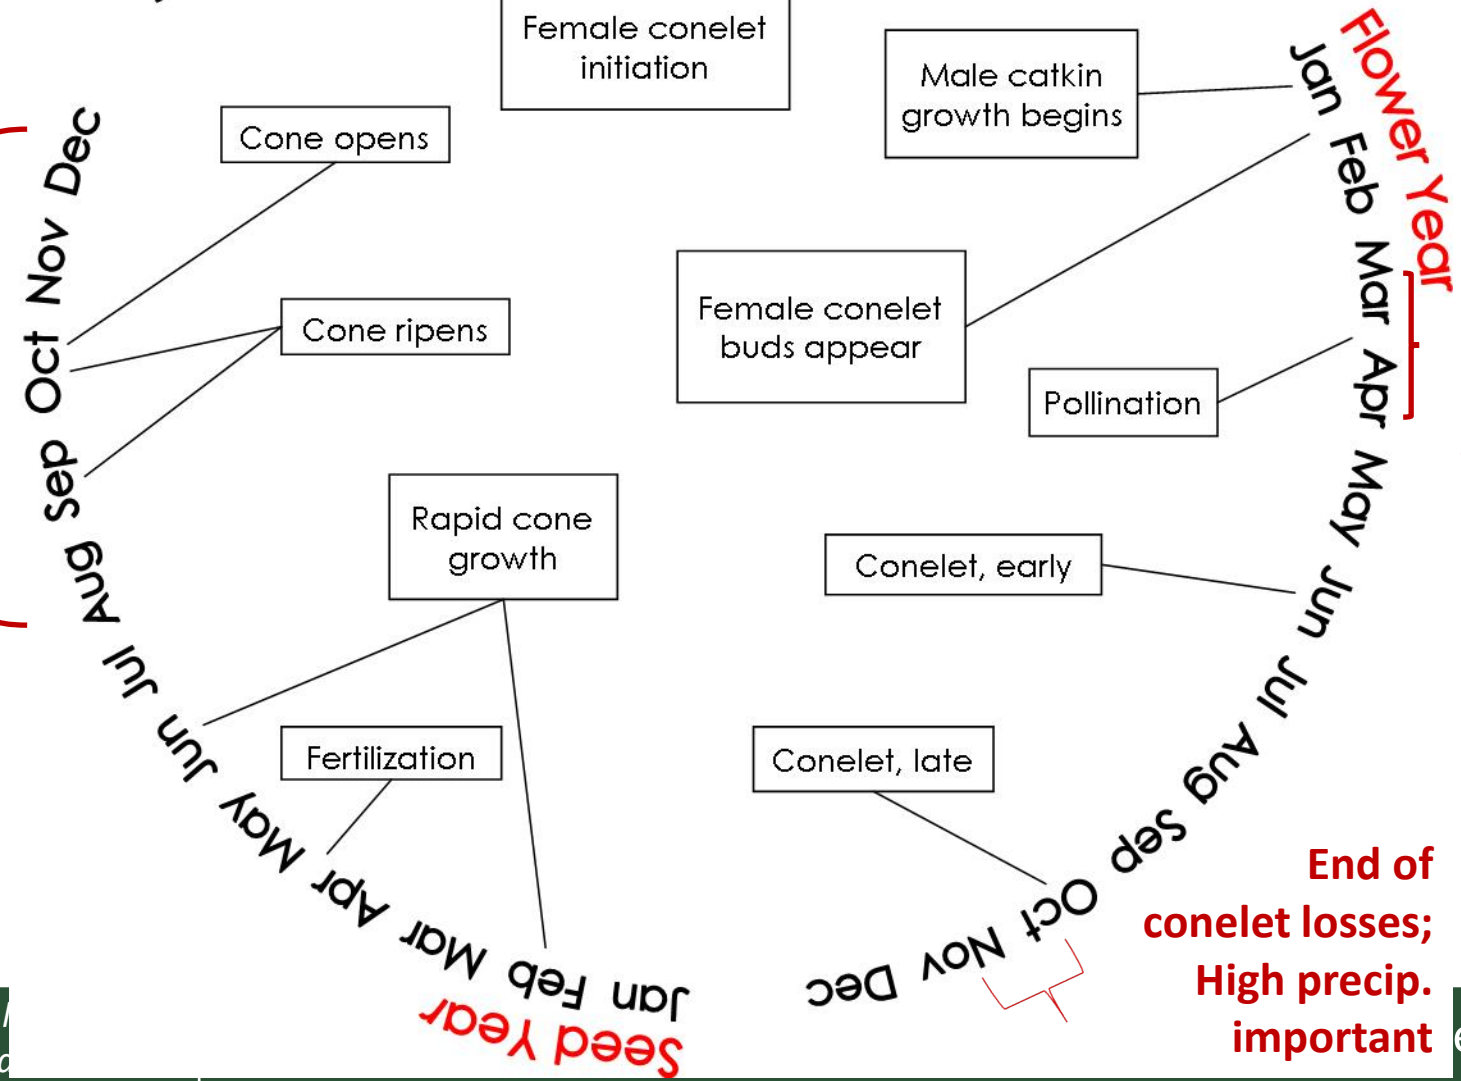 Female conelet
initiation
Male catkin
growth begins
Cone opens
Cone ripens
Female conelet
buds appear
Pollination
Rapid cone
growth
Conelet, early
Fertilization
Conelet, late
Flower Year
Jan Feb Mar Apr May Jun Jul Aug Sep Oct Nov Dec
Seed Year
Jan Feb Mar Apr May Jun Jul Aug Sep Oct Nov Dec
End of
conelet losses;
High precip.
important